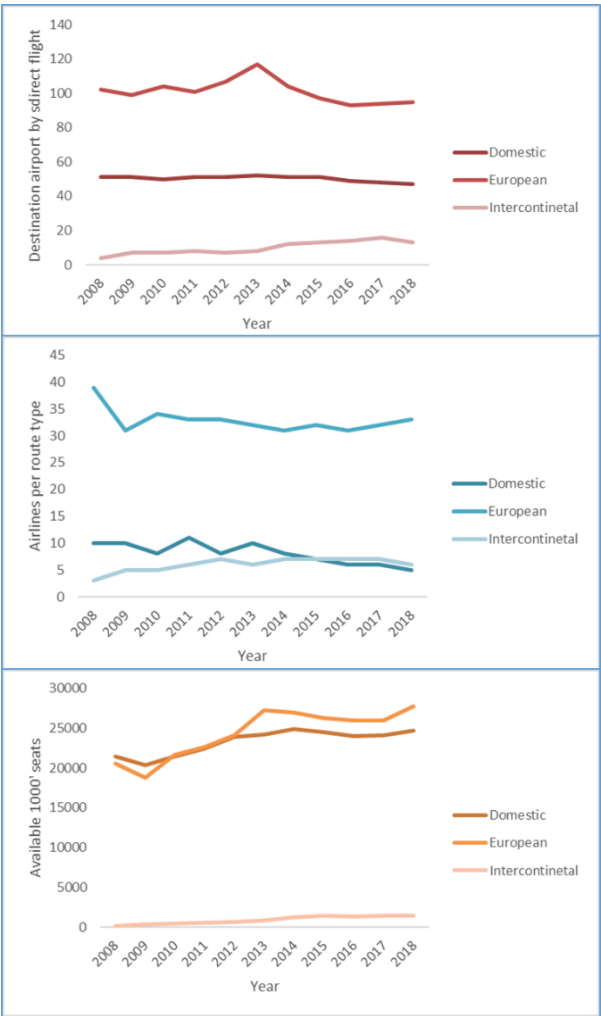 Destination airport by sdirect flight
140
120
100
80
60
40
20
0
2008 2009 2010 2011 2012 2013 2014 2015 2016 2017 2018
Year
Domestic
European
Intercontinetal
Airlines per route type
45
40
35
30
25
20
15
10
5
0
2008 2009 2010 2011 2012 2013 2014 2015 2016 2017 2018
Year
Domestic
European
Intercontinetal
Available 1000' seats
30000
25000
20000
15000
10000
5000
0
2008 2009 2010 2011 2012 2013 2014 2015 2016 2017 2018
Year
Domestic
European
Intercontinetal